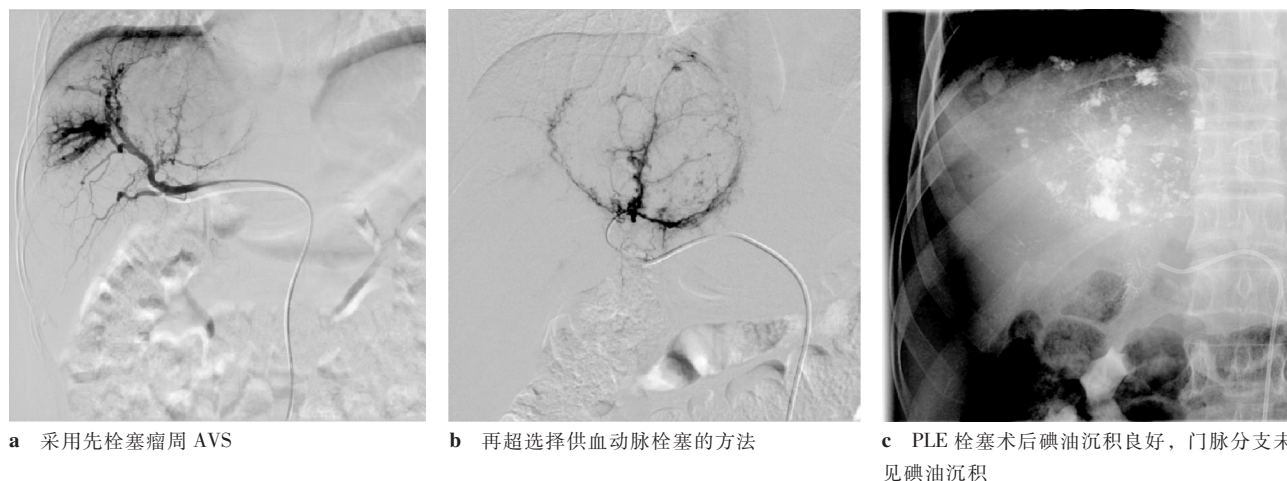 a 采用先栓塞瘤周 AVS
b 再超选择供血动脉栓塞的方法
c PLE 栓塞术后碘油沉积良好，门脉分支未
见碘油沉积